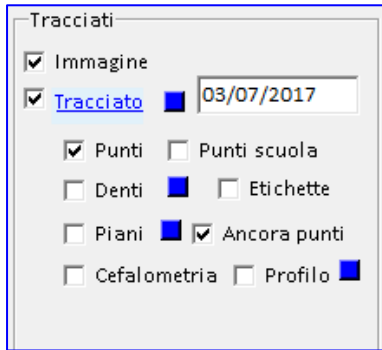 Tracciati
Immagine
Tracciato 03/07/2017
Punti Punti scuola
Denti Etichette
Piani Ancora punti
Cefalometria Profilo